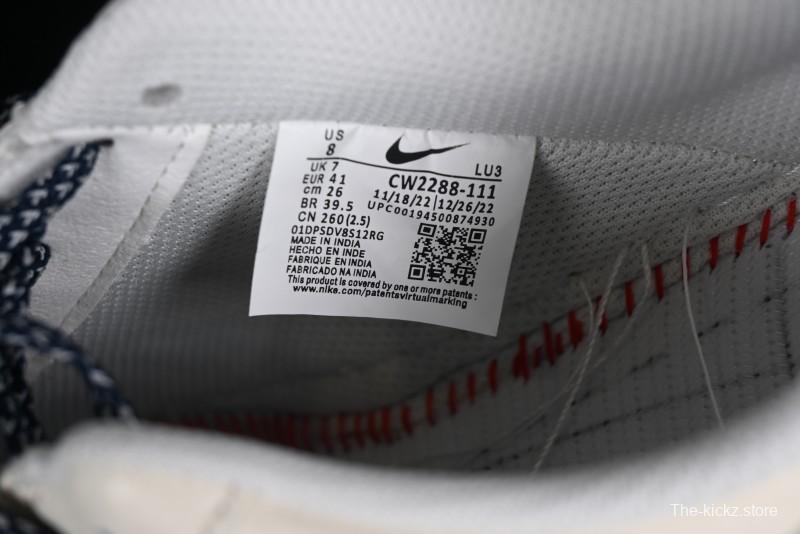 US
8
UK 7
EUR 41
cm 26
BR 39.5
CN 260(2.5)
01DPSDV8S12RG
MADE IN INDIA
HECHO EN INDE
FABRIQUE EN INDIA
FABRICADO NA INDIA
LU3
CW2288-111
11/18/22|12/26/22
UPC00194500874930
This product is covered by one or more patents :
www.nike.com/patentsvirtualmarking
The-kickz.store